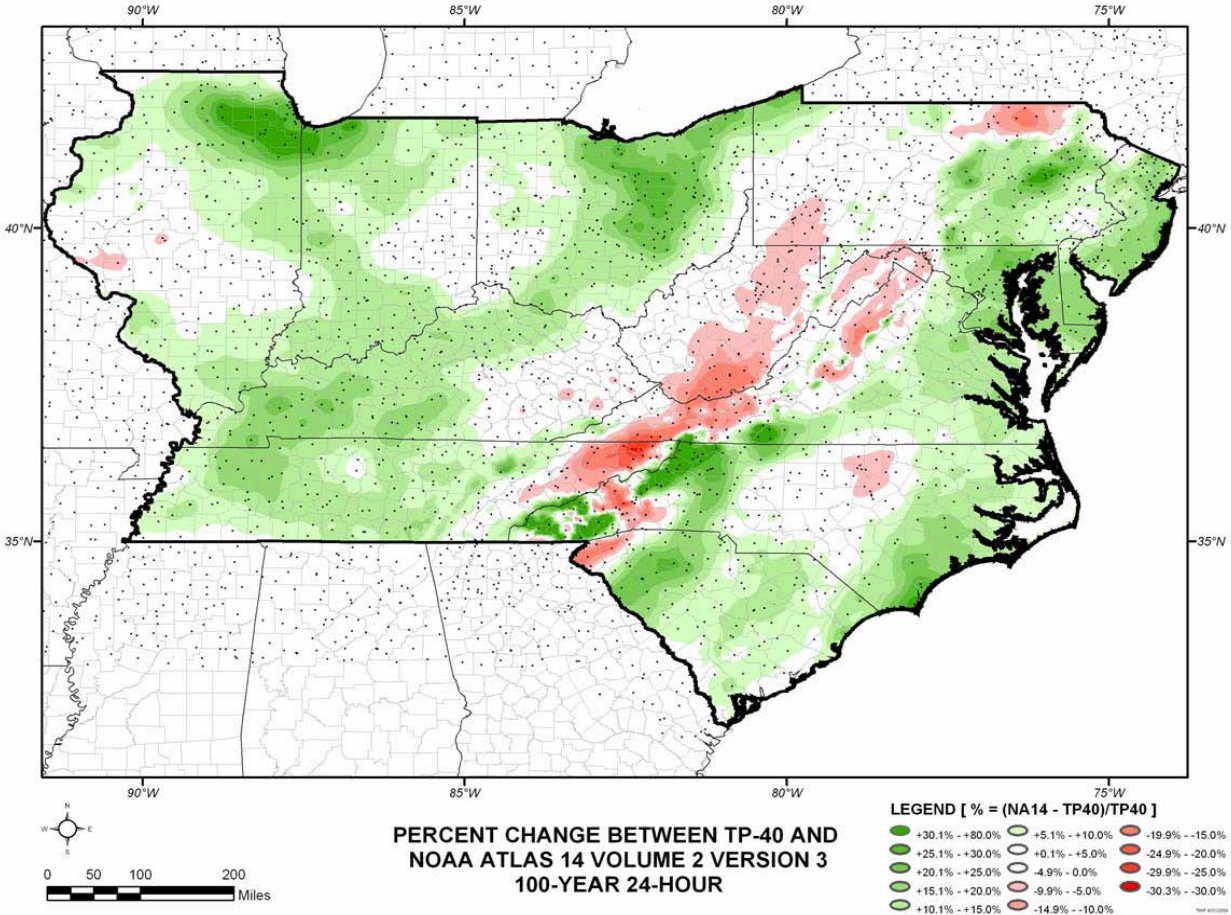 90°W 85°W 80°W 75°W
40°N 40°N
35°N 35°N
90°W 85°W 80°W 75°W
N
W E
S
0 50 100 200
Miles
PERCENT CHANGE BETWEEN TP-40 AND
NOAA ATLAS 14 VOLUME 2 VERSION 3
100-YEAR 24-HOUR
LEGEND [ % = (NA14 - TP40)/TP40 ]
+30.1% - +80.0% +5.1% - +10.0% -19.9% - -15.0%
+25.1% - +30.0% +0.1% - +5.0% -24.9% - -20.0%
+20.1% - +25.0% -4.9% - 0.0% -29.9% - -25.0%
+15.1% - +20.0% -9.9% - -5.0% -30.3% - -30.0%
+10.1% - +15.0% -14.9% - -10.0%